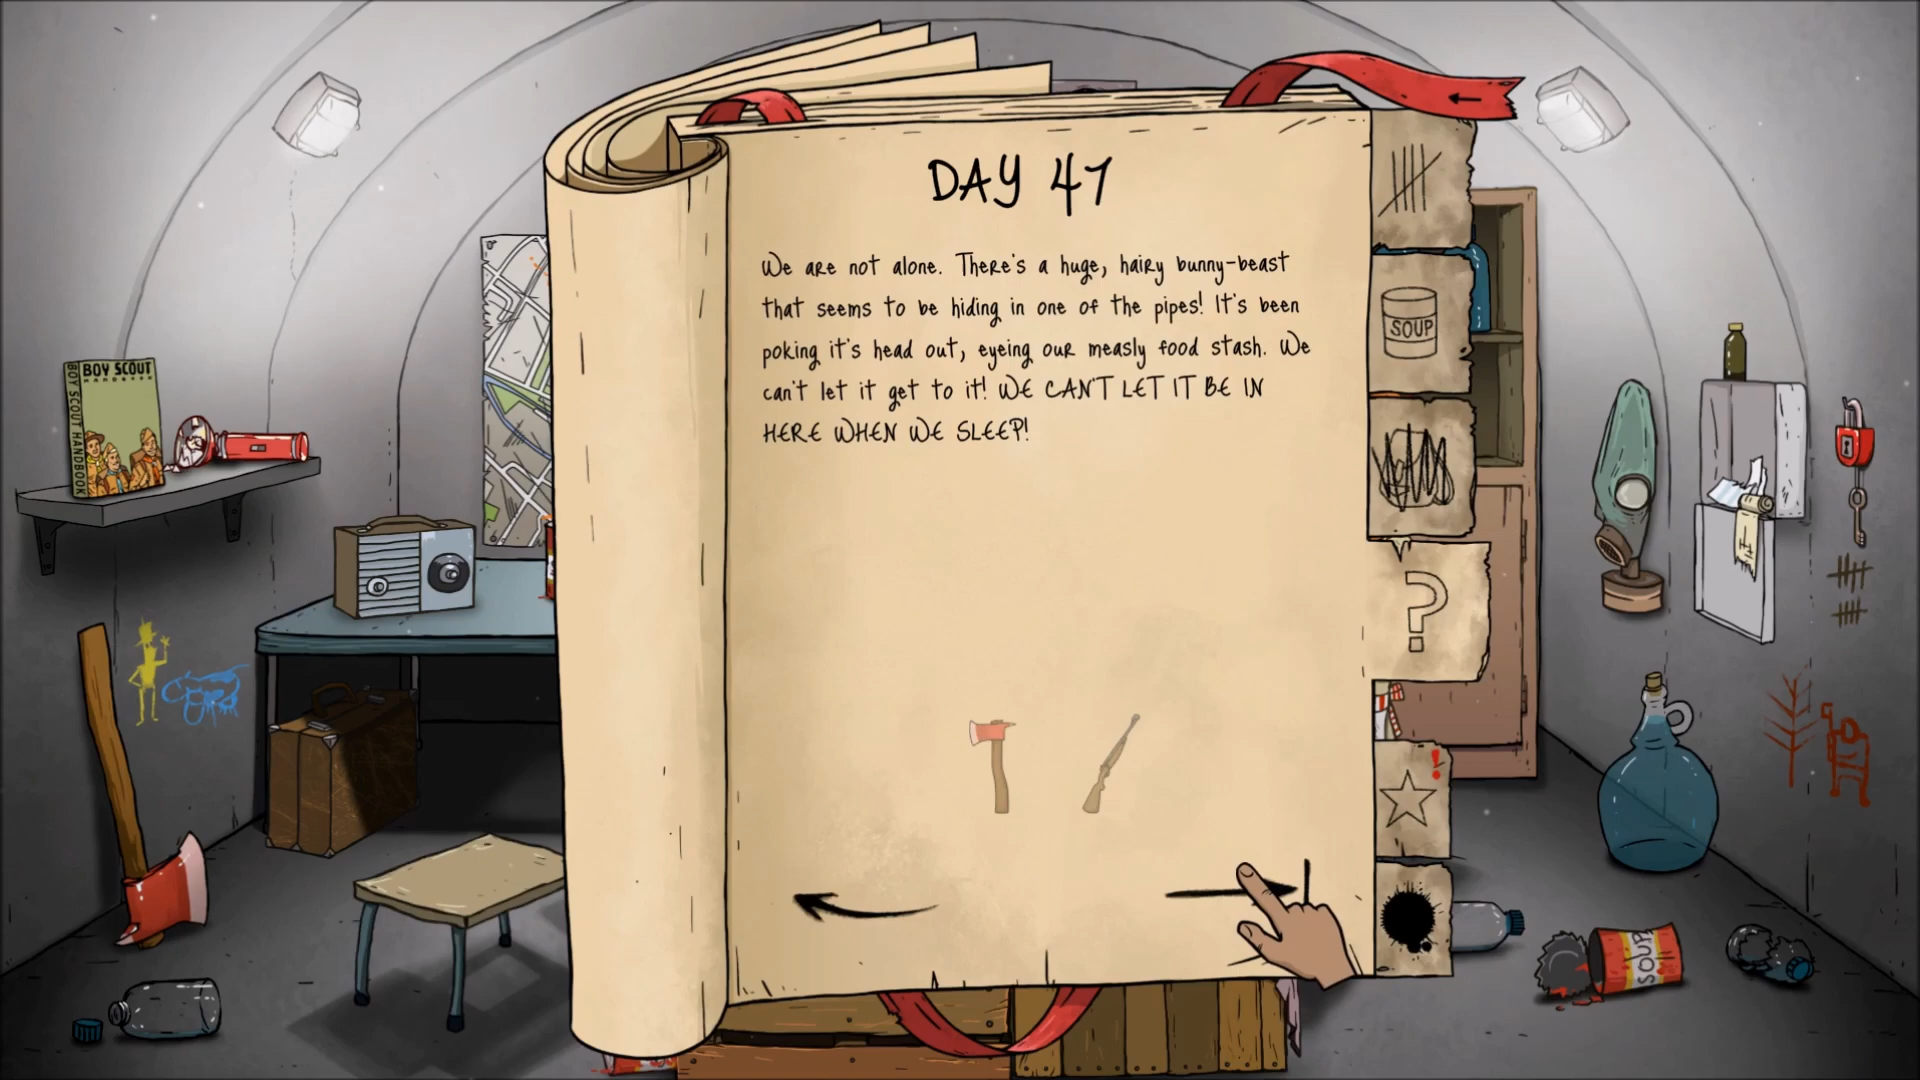 DAY 47
We are not alone. There's a huge, hairy bunny-beast
that seems to be hiding in one of the pipes! It's been
poking it's head out, eyeing our measly food stash. We
can't let it get to it! WE CAN'T LET IT BE IN
HERE WHEN WE SLEEP!
SOUP
?
!
BOY SCOUT
HANDBOOK
BOY SCOUT HANDBOOK
SOUP